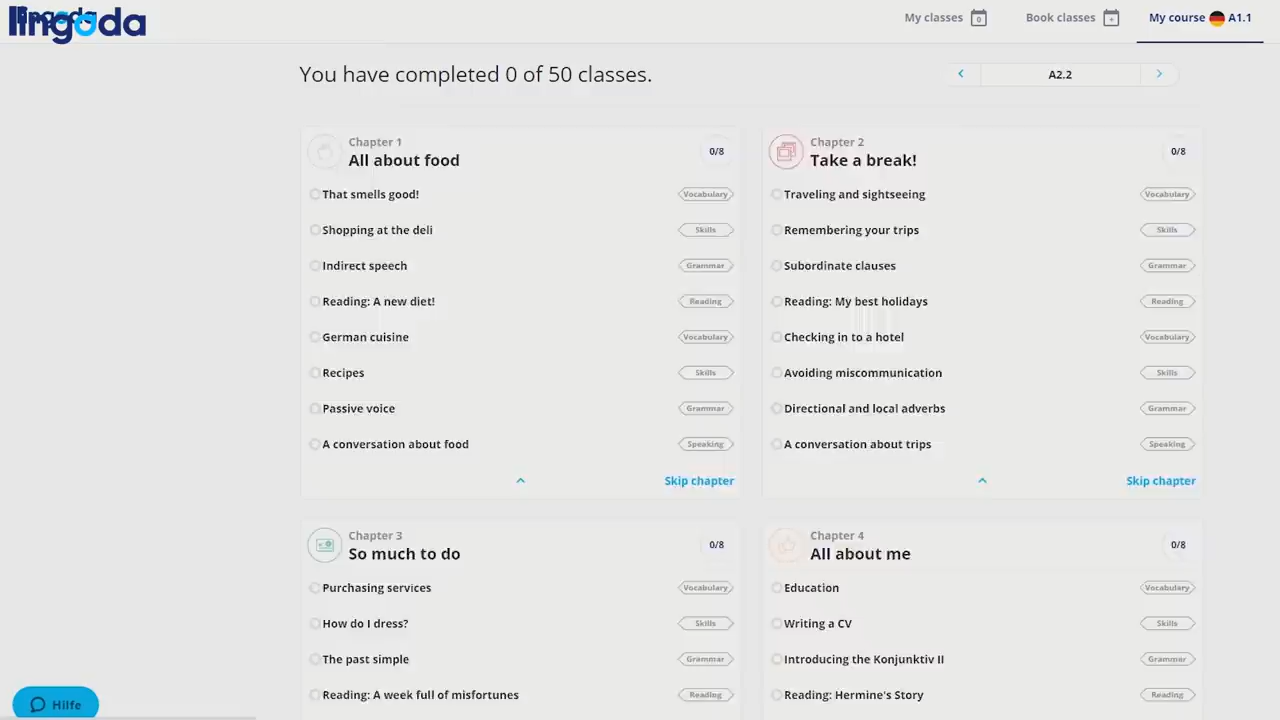 lingoda
My classes 0
Book classes +
My course A1.1
You have completed 0 of 50 classes.
A2.2
Chapter 1
All about food
0/8
That smells good! Vocabulary
Shopping at the deli Skills
Indirect speech Grammar
Reading: A new diet! Reading
German cuisine Vocabulary
Recipes Skills
Passive voice Grammar
A conversation about food Speaking
Skip chapter
Chapter 2
Take a break!
0/8
Traveling and sightseeing Vocabulary
Remembering your trips Skills
Subordinate clauses Grammar
Reading: My best holidays Reading
Checking in to a hotel Vocabulary
Avoiding miscommunication Skills
Directional and local adverbs Grammar
A conversation about trips Speaking
Skip chapter
Chapter 3
So much to do
0/8
Purchasing services Vocabulary
How do I dress? Skills
The past simple Grammar
Reading: A week full of misfortunes Reading
Chapter 4
All about me
0/8
Education Vocabulary
Writing a CV Skills
Introducing the Konjunktiv II Grammar
Reading: Hermine's Story Reading
Hilfe